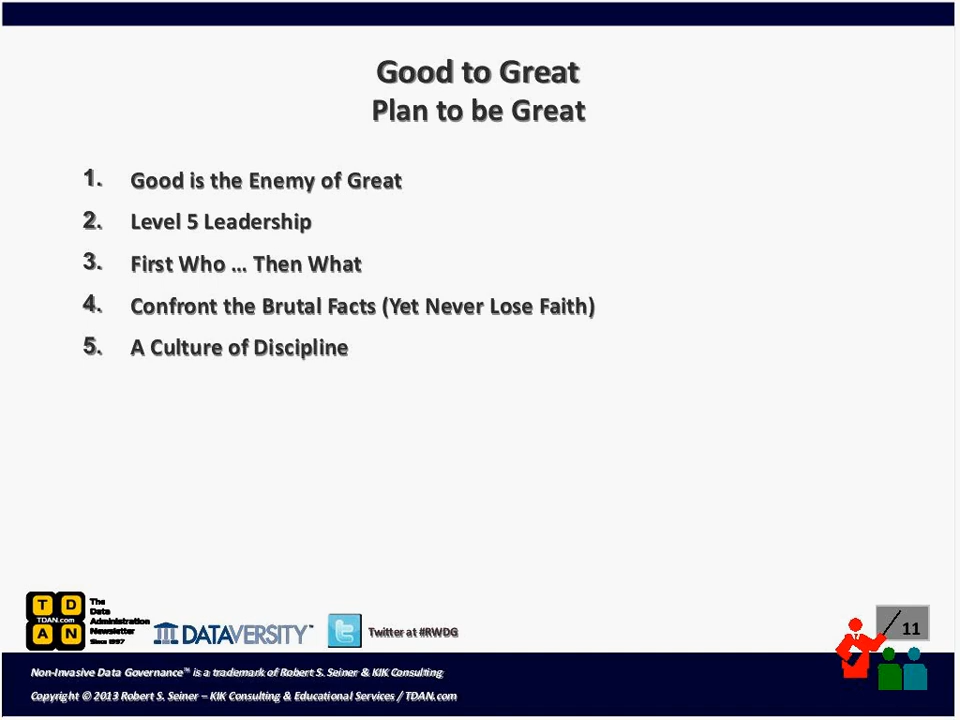 Good to Great
Plan to be Great
1. Good is the Enemy of Great
2. Level 5 Leadership
3. First Who … Then What
4. Confront the Brutal Facts (Yet Never Lose Faith)
5. A Culture of Discipline
T D
TDAN.com
A N
The
Data
Administration
Newsletter
Since 1997
DATAVERSITY™
Twitter at #RWDG
11
Non-Invasive Data Governance™ is a trademark of Robert S. Seiner & KIK Consulting
Copyright © 2013 Robert S. Seiner – KIK Consulting & Educational Services / TDAN.com